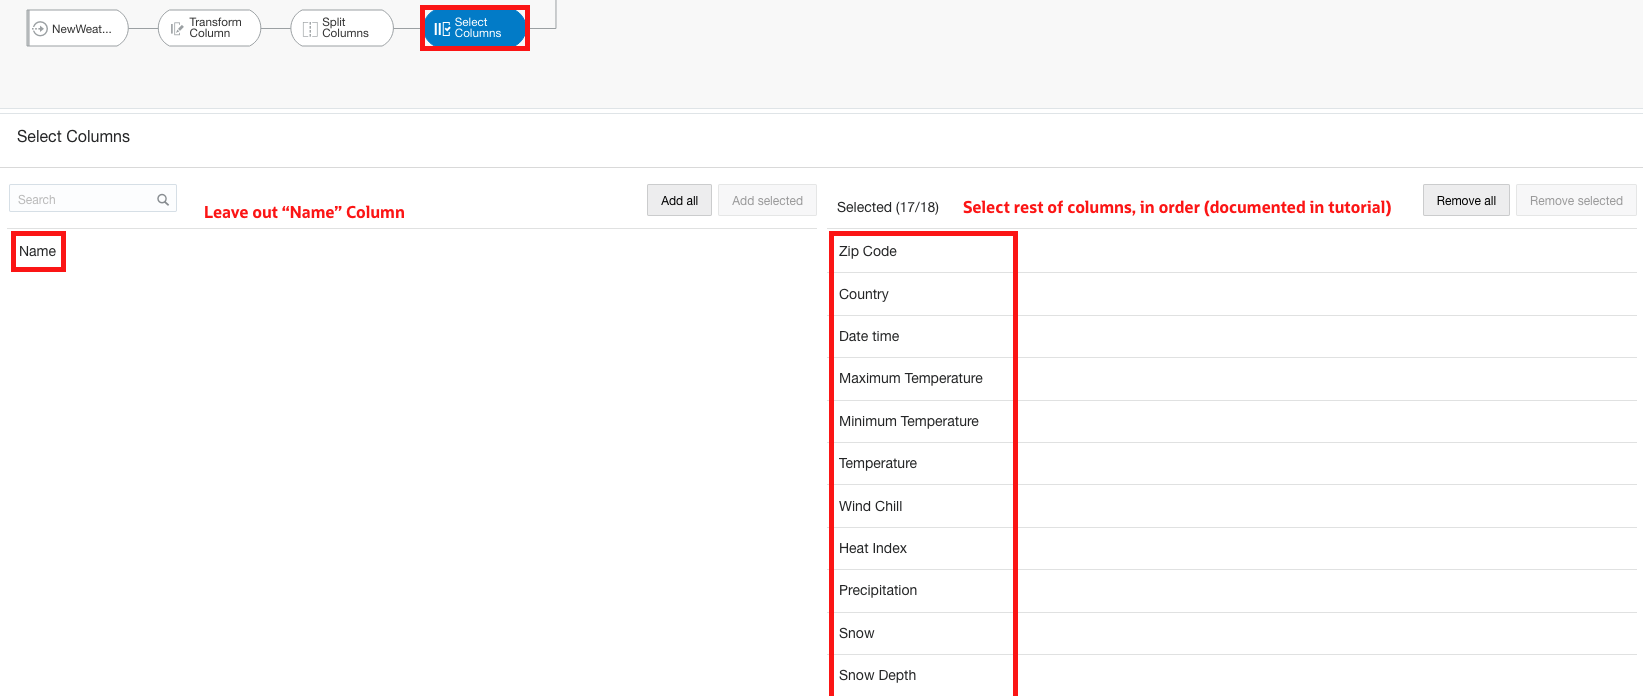 NewWeat...
Transform
Column
Split
Columns
Select
Columns
Select Columns
Search
Leave out “Name” Column
Add all
Add selected
Selected (17/18)
Select rest of columns, in order (documented in tutorial)
Remove all
Remove selected
Name
Zip Code
Country
Date time
Maximum Temperature
Minimum Temperature
Temperature
Wind Chill
Heat Index
Precipitation
Snow
Snow Depth